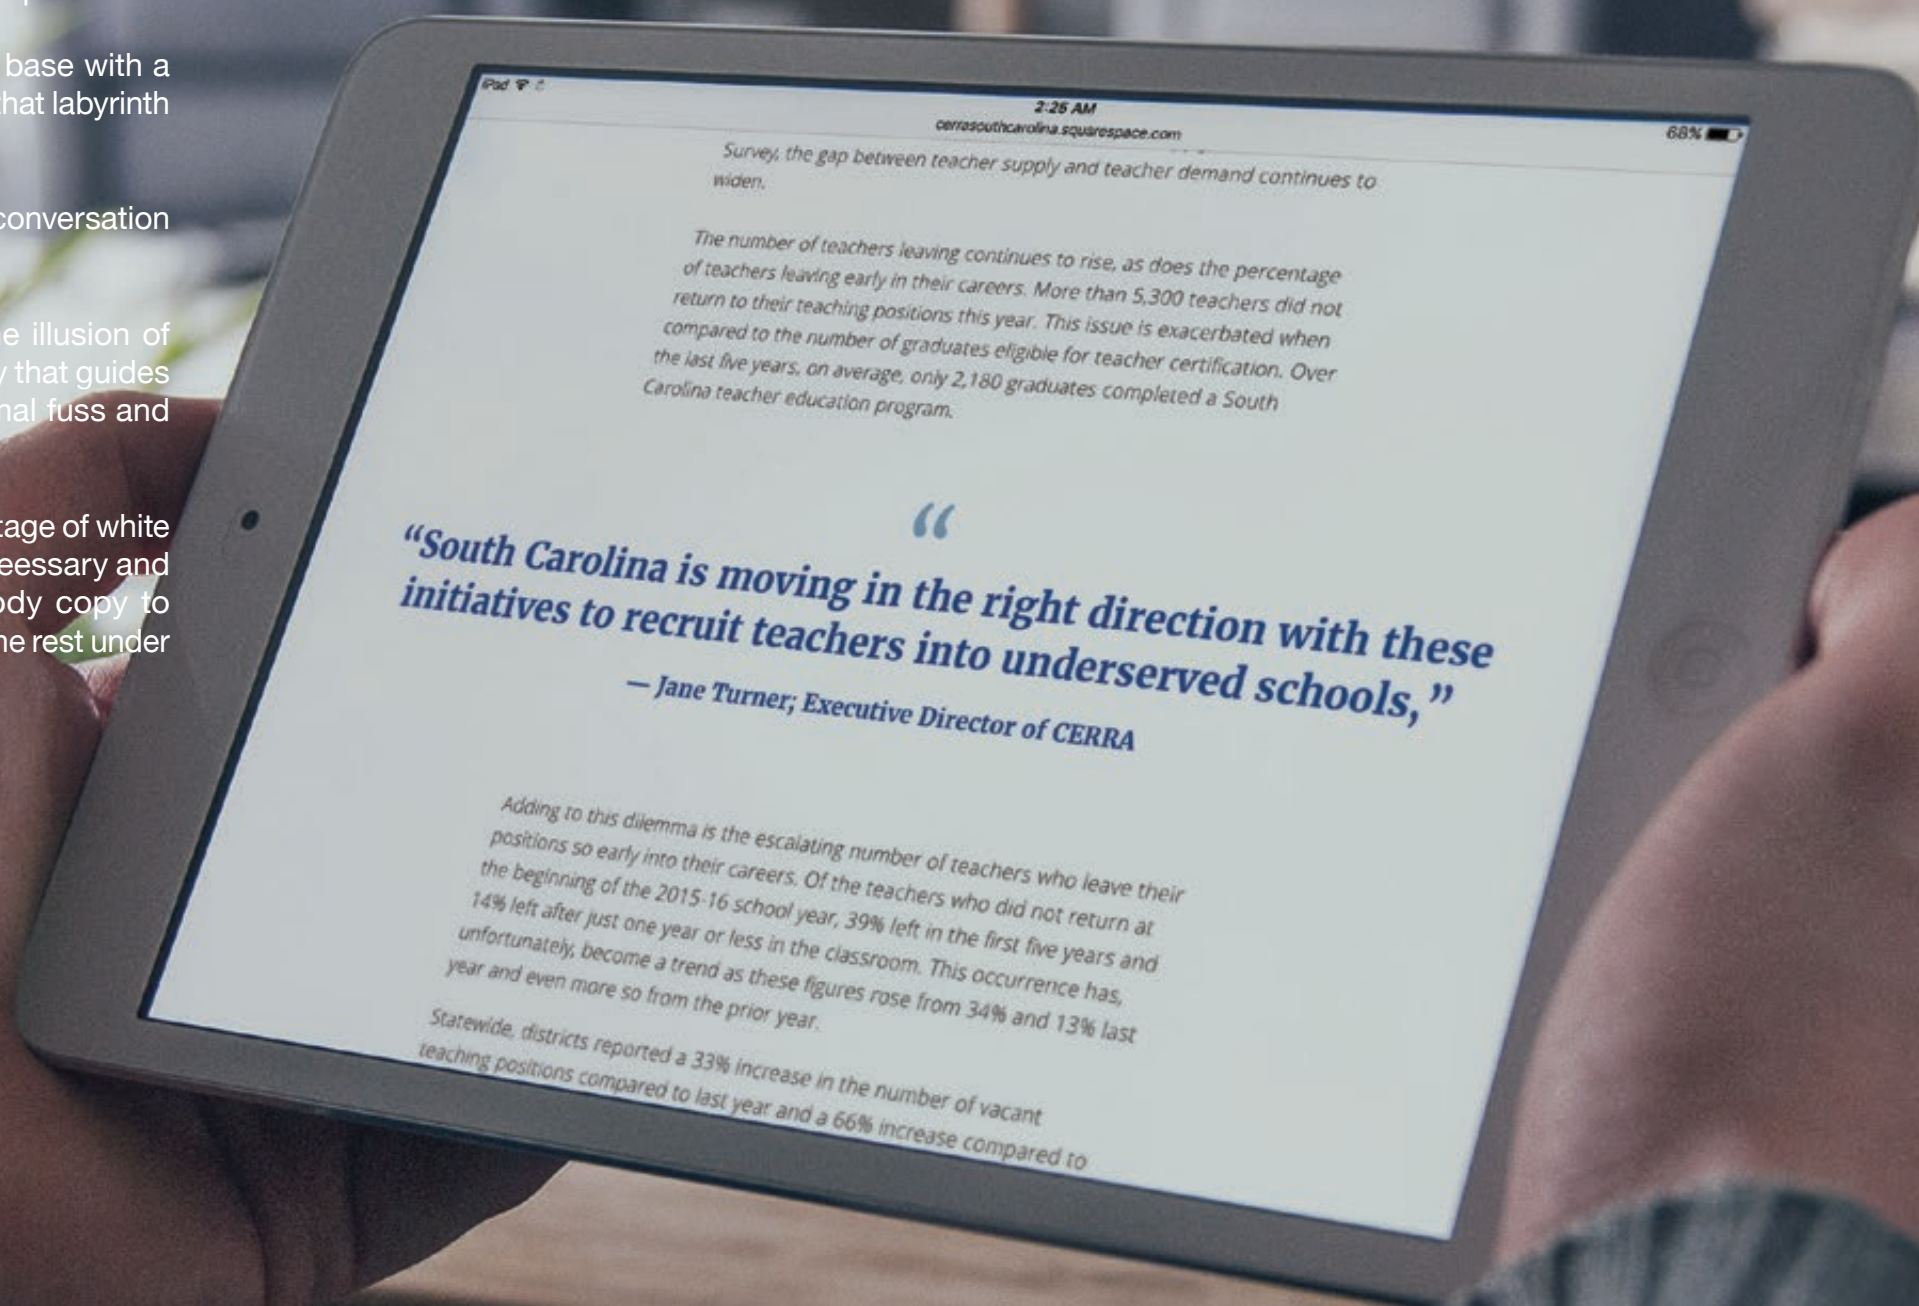 base with a
hat labyrinth
conversation
illusion of
that guides
fuss and
of white
and
copy to
rest under
iPad
2:25 AM
cerrasouthcarolina.squarespace.com
68%
Survey, the gap between teacher supply and teacher demand continues to
widen.
The number of teachers leaving continues to rise, as does the percentage
of teachers leaving early in their careers. More than 5,300 teachers did not
return to their teaching positions this year. This issue is exacerbated when
compared to the number of graduates eligible for teacher certification. Over
the last five years, on average, only 2,180 graduates completed a South
Carolina teacher education program.
“
“South Carolina is moving in the right direction with these
initiatives to recruit teachers into underserved schools,”
— Jane Turner; Executive Director of CERRA
Adding to this dilemma is the escalating number of teachers who leave their
positions so early into their careers. Of the teachers who did not return at
the beginning of the 2015-16 school year, 39% left in the first five years and
14% left after just one year or less in the classroom. This occurrence has,
unfortunately, become a trend as these figures rose from 34% and 13% last
year and even more so from the prior year.
Statewide, districts reported a 33% increase in the number of vacant
teaching positions compared to last year and a 66% increase compared to